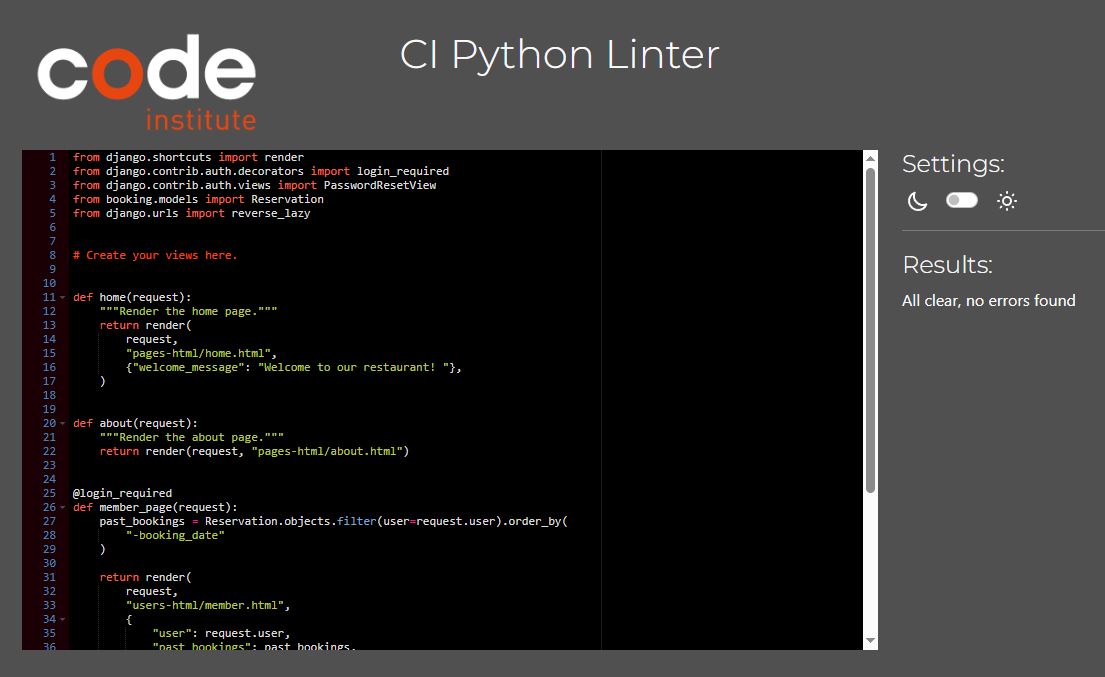 code
institute
CI Python Linter
1 from django.shortcuts import render
2 from django.contrib.auth.decorators import login_required
3 from django.contrib.auth.views import PasswordResetView
4 from booking.models import Reservation
5 from django.urls import reverse_lazy
6
7
8 # Create your views here.
9
10
11 def home(request):
12     """Render the home page."""
13     return render(
14         request,
15         "pages-html/home.html",
16         {"welcome_message": "Welcome to our restaurant! "},
17     )
18
19
20 def about(request):
21     """Render the about page."""
22     return render(request, "pages-html/about.html")
23
24
25 @login_required
26 def member_page(request):
27     past_bookings = Reservation.objects.filter(user=request.user).order_by(
28         "-booking_date"
29     )
30
31     return render(
32         request,
33         "users-html/member.html",
34         {
35             "user": request.user,
36             "past_bookings": past_bookings,
Settings:
Results:
All clear, no errors found